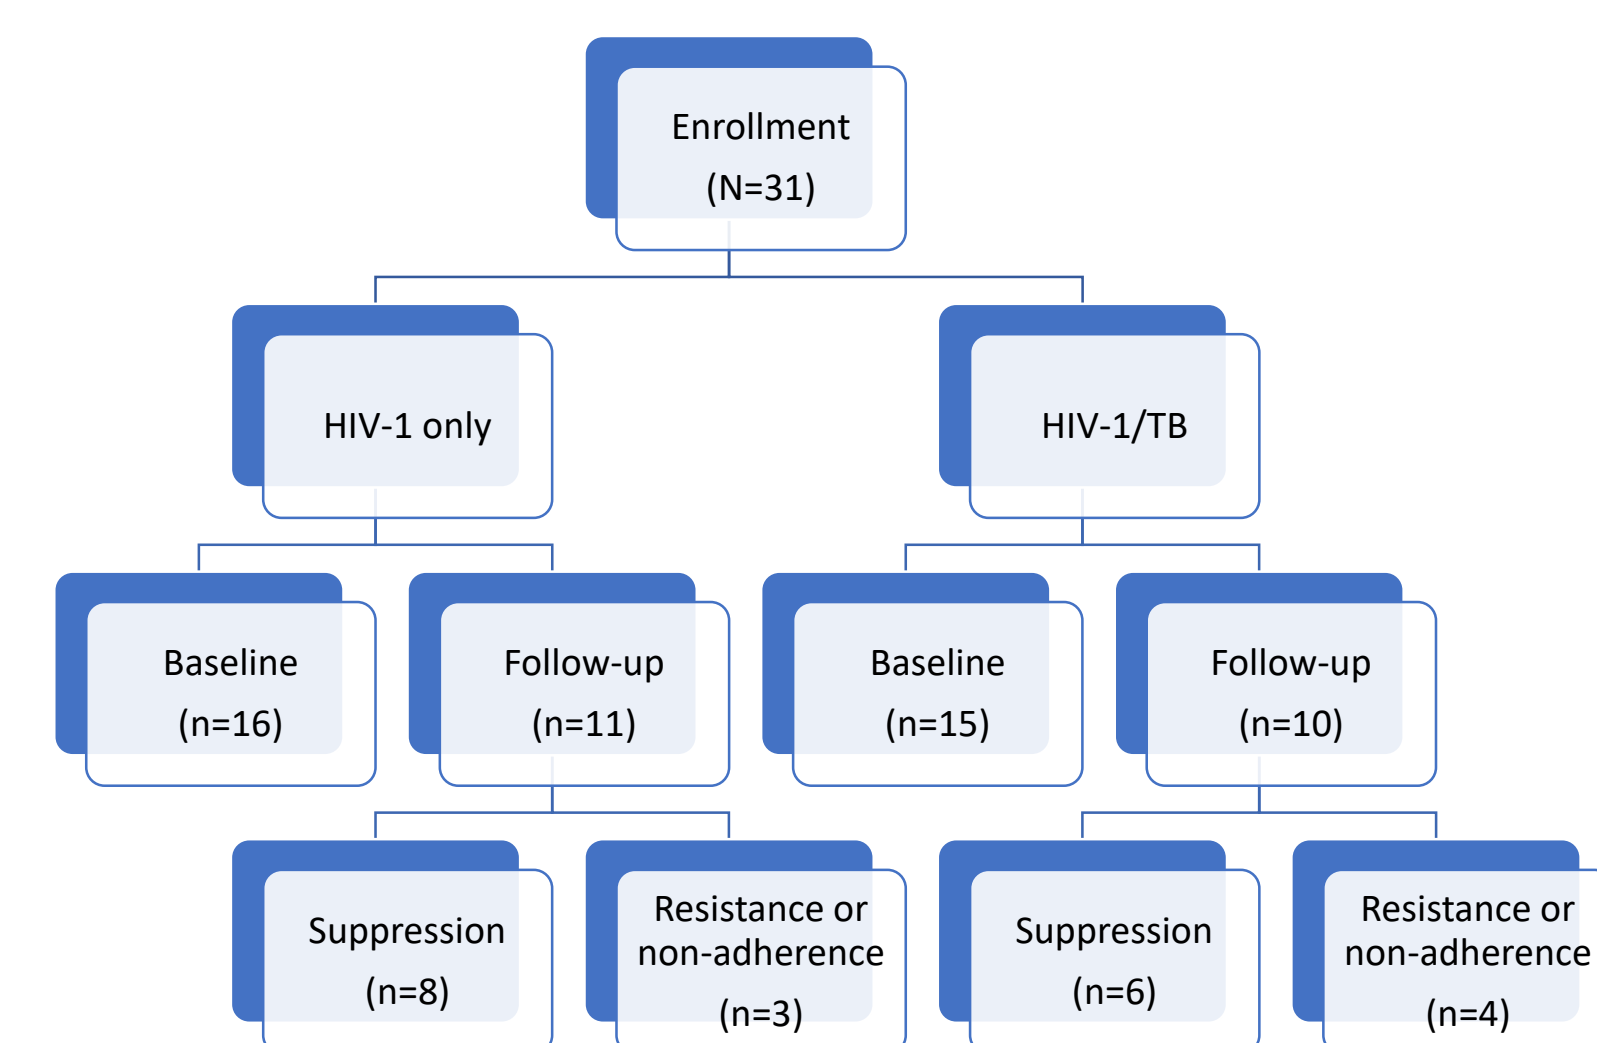 Enrollment
(N=31)
HIV-1 only
HIV-1/TB
Baseline
(n=16)
Follow-up
(n=11)
Baseline
(n=15)
Follow-up
(n=10)
Suppression
(n=8)
Resistance or
non-adherence
(n=3)
Suppression
(n=6)
Resistance or
non-adherence
(n=4)